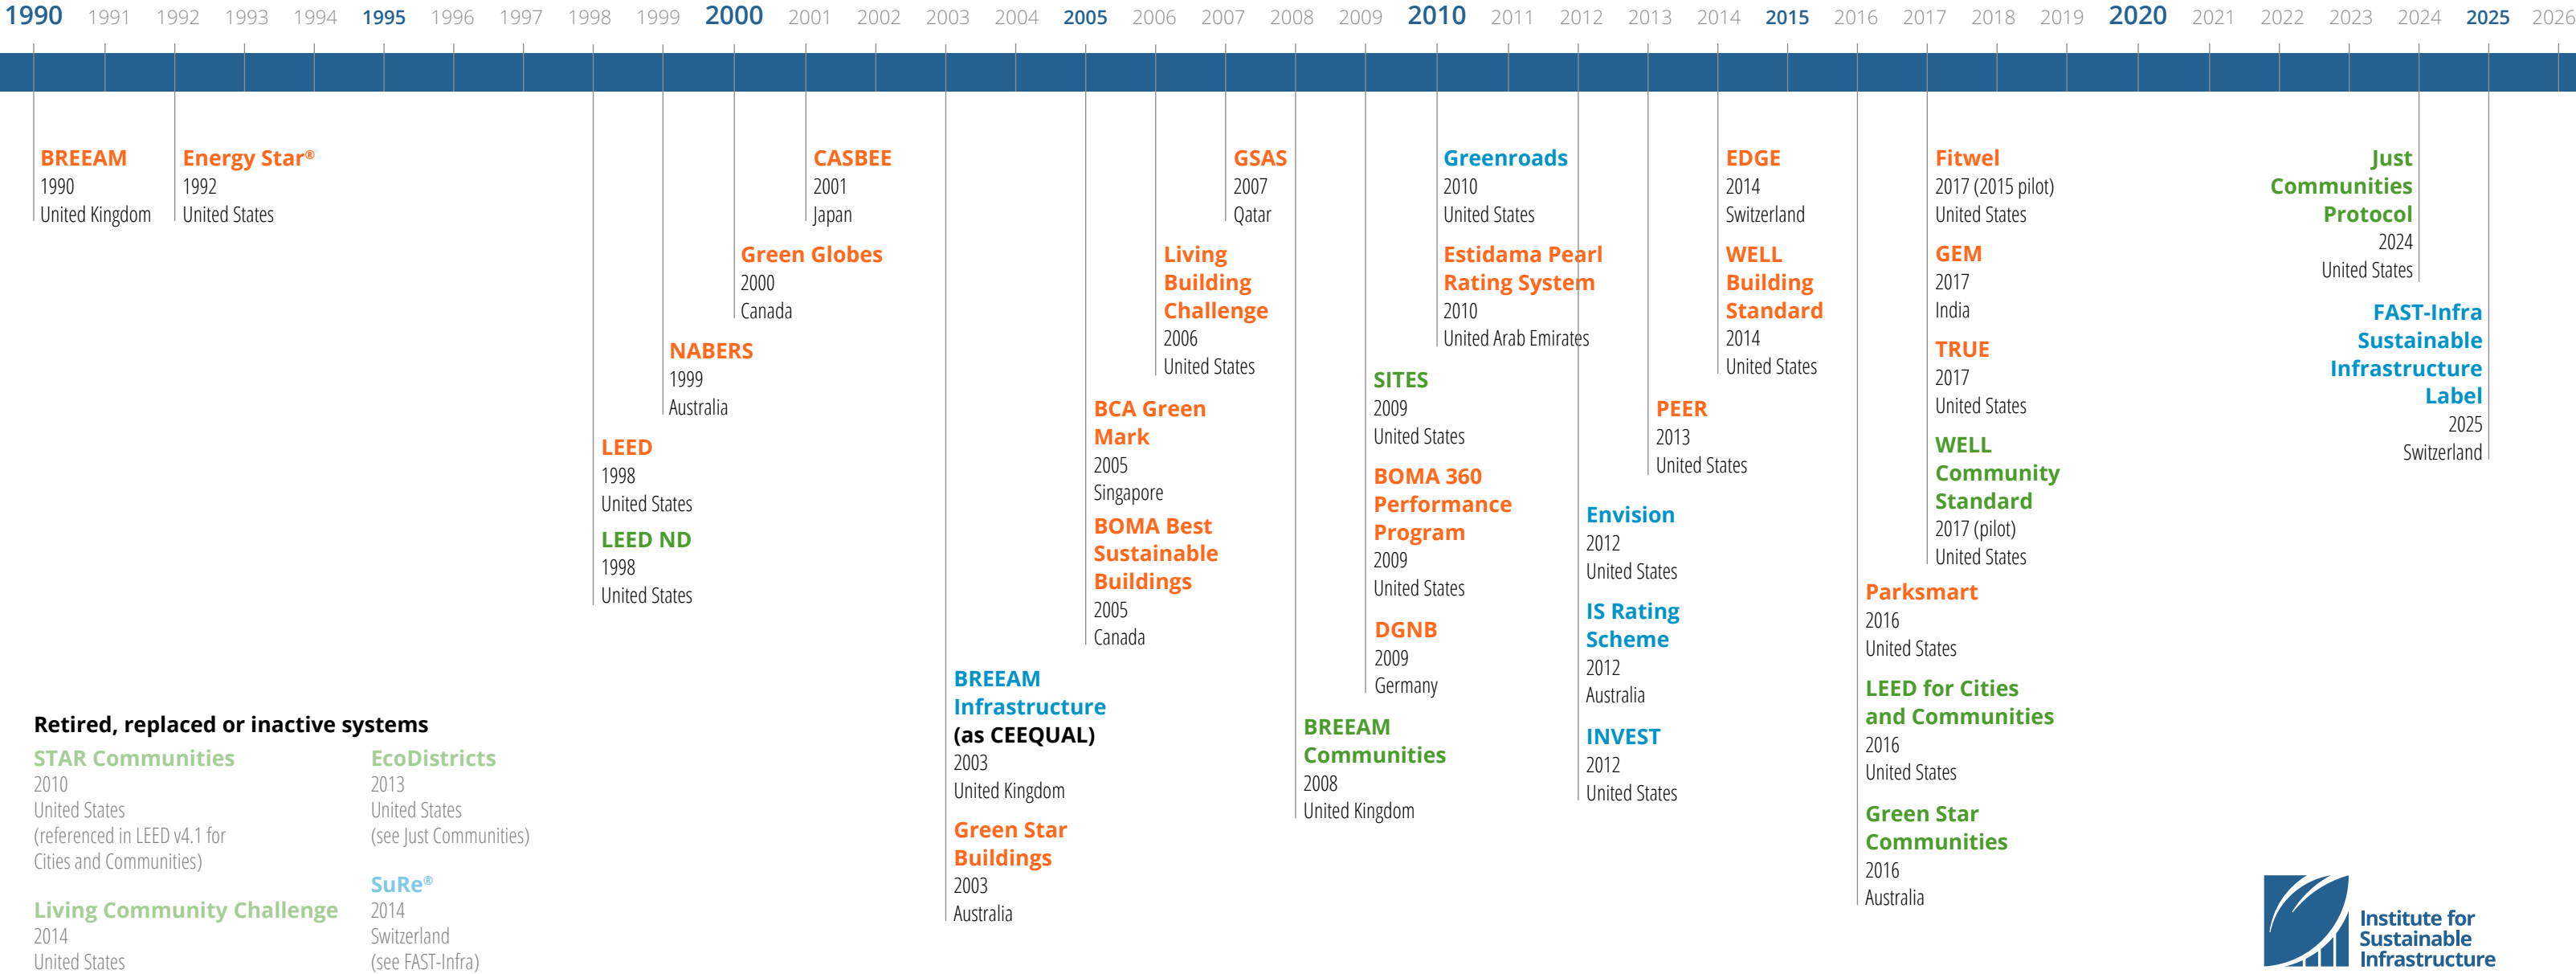 1990 1991 1992 1993 1994 1995 1996 1997 1998 1999 2000 2001 2002 2003 2004 2005 2006 2007 2008 2009 2010 2011 2012 2013 2014 2015 2016 2017 2018 2019 2020 2021 2022 2023 2024 2025 2026
BREEAM
1990
United Kingdom
Energy Star®
1992
United States
LEED
1998
United States
LEED ND
1998
United States
NABERS
1999
Australia
Green Globes
2000
Canada
CASBEE
2001
Japan
BREEAM
Infrastructure
(as CEEQUAL)
2003
United Kingdom
Green Star
Buildings
2003
Australia
BCA Green
Mark
2005
Singapore
BOMA Best
Sustainable
Buildings
2005
Canada
Living
Building
Challenge
2006
United States
GSAS
2007
Qatar
BREEAM
Communities
2008
United Kingdom
SITES
2009
United States
BOMA 360
Performance
Program
2009
United States
DGNB
2009
Germany
Greenroads
2010
United States
Estidama Pearl
Rating System
2010
United Arab Emirates
Envision
2012
United States
IS Rating
Scheme
2012
Australia
INVEST
2012
United States
PEER
2013
United States
EDGE
2014
Switzerland
WELL
Building
Standard
2014
United States
Parksmart
2016
United States
LEED for Cities
and Communities
2016
United States
Green Star
Communities
2016
Australia
Fitwel
2017 (2015 pilot)
United States
GEM
2017
India
TRUE
2017
United States
WELL
Community
Standard
2017 (pilot)
United States
Just
Communities
Protocol
2024
United States
FAST-Infra
Sustainable
Infrastructure
Label
2025
Switzerland
Retired, replaced or inactive systems
STAR Communities
2010
United States
(referenced in LEED v4.1 for
Cities and Communities)
Living Community Challenge
2014
United States
EcoDistricts
2013
United States
(see Just Communities)
SuRe®
2014
Switzerland
(see FAST-Infra)
Institute for
Sustainable
Infrastructure